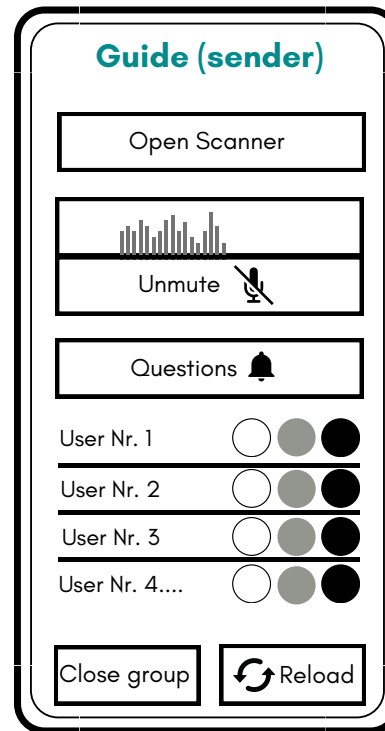 Guide (sender)
Open Scanner
Unmute
Questions
User Nr. 1
User Nr. 2
User Nr. 3
User Nr. 4....
Close group
Reload